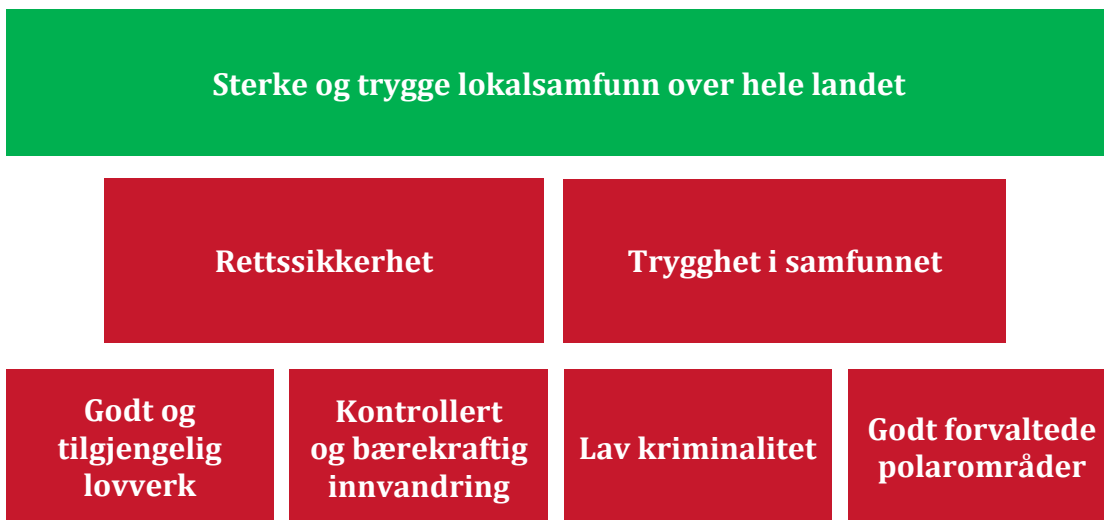 Sterke og trygge lokalsamfunn over hele landet
Rettssikkerhet
Trygghet i samfunnet
Godt og
tilgjengelig
lovverk
Kontrollert
og bærekraftig
innvandring
Lav kriminalitet
Godt forvaltede
polarområder